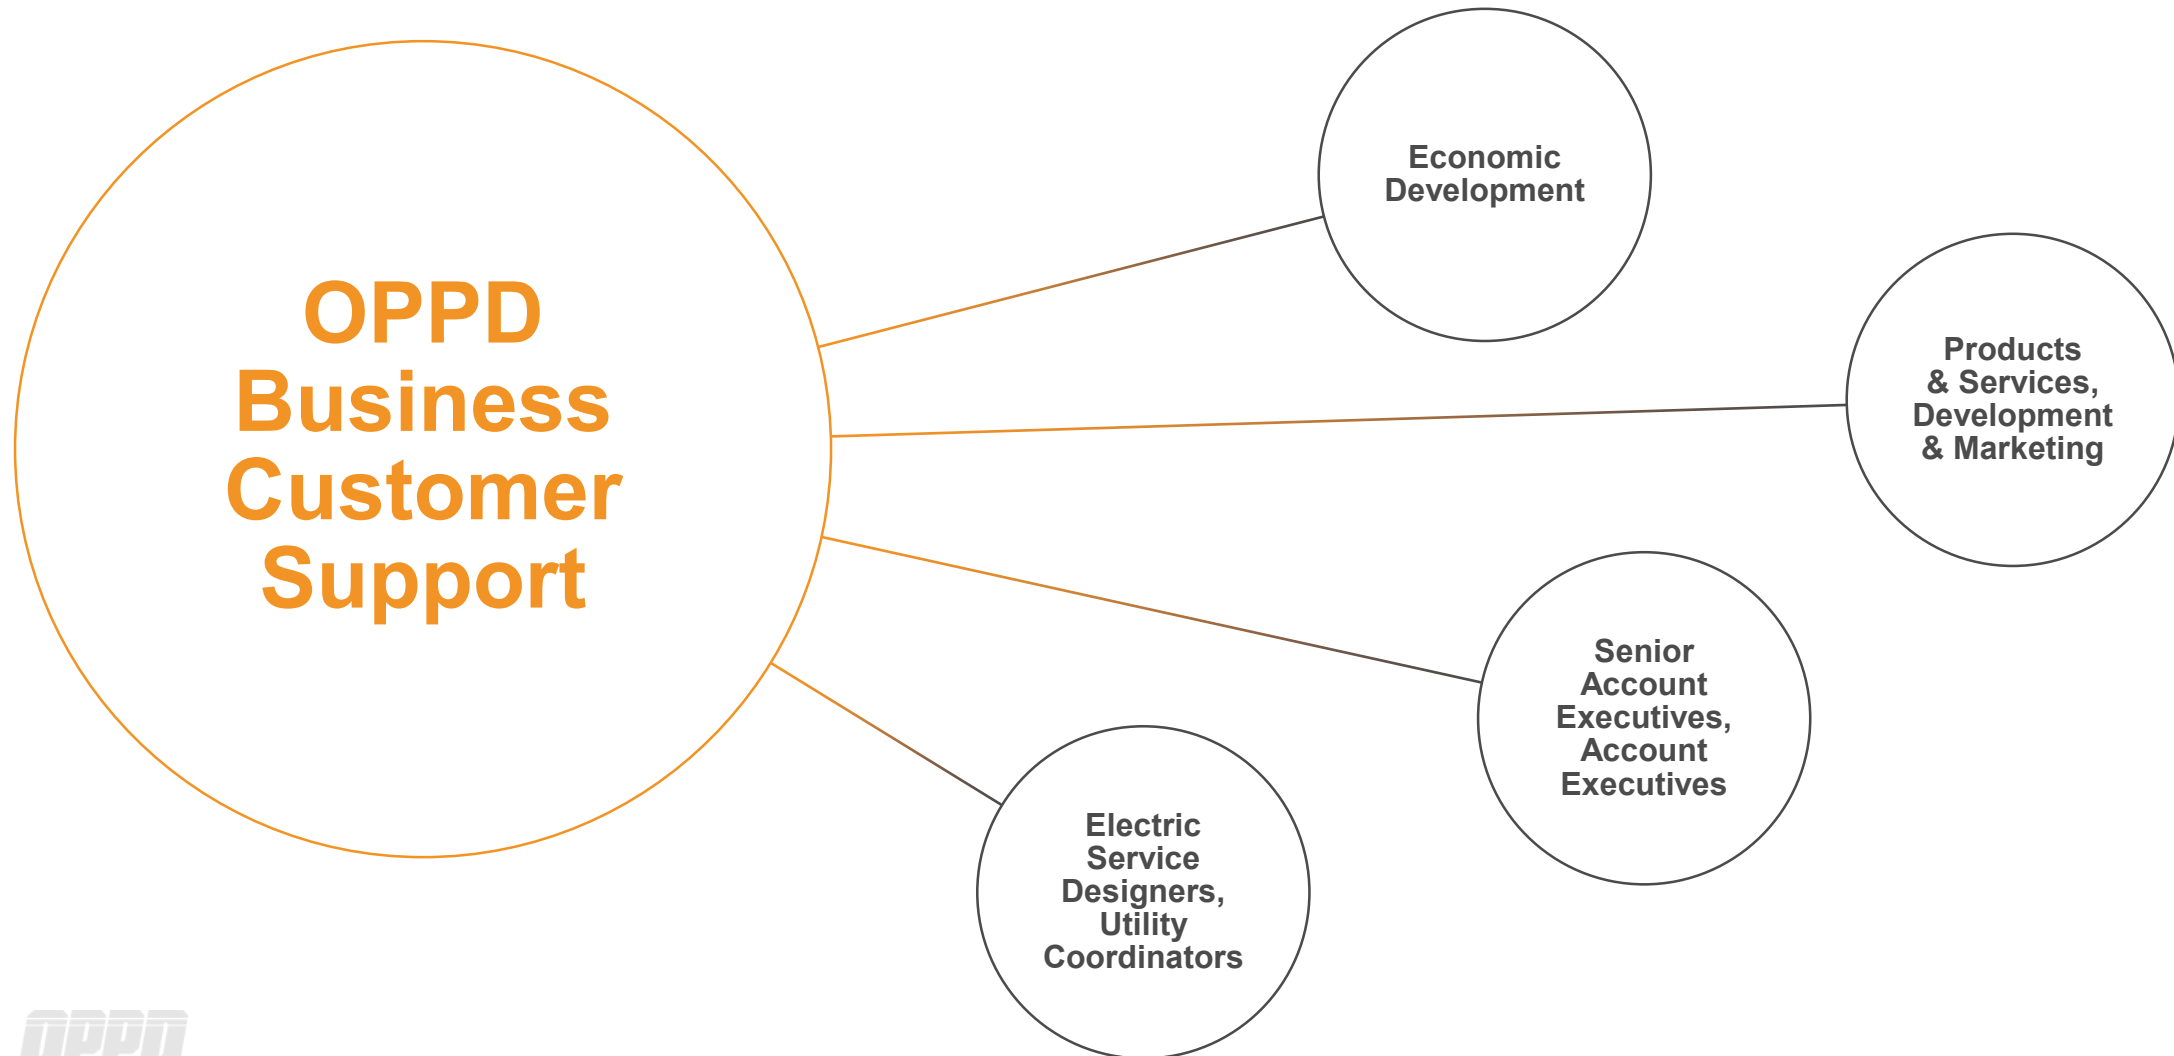 OPPD
Business
Customer
Support
Economic
Development
Products
& Services,
Development
& Marketing
Senior
Account
Executives,
Account
Executives
Electric
Service
Designers,
Utility
Coordinators
OPPD